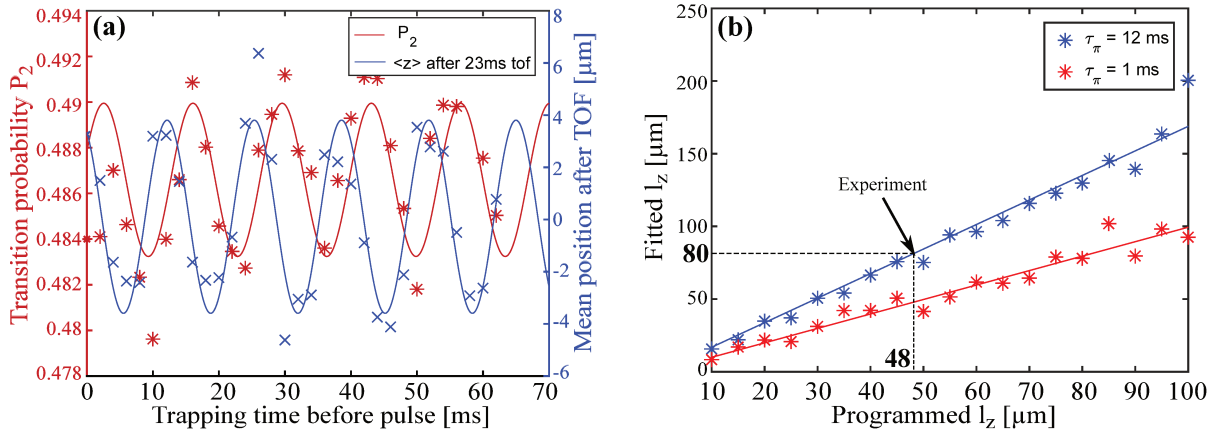 (a)
P₂
<z> after 23ms tof
Transition probability P₂
0.494
0.492
0.49
0.488
0.486
0.484
0.482
0.48
0.478
8
6
4
2
0
-2
-4
-6
Mean position after TOF [µm]
0 10 20 30 40 50 60 70
Trapping time before pulse [ms]
(b)
τπ = 12 ms
τπ = 1 ms
Experiment
Fitted l_z [µm]
250
200
150
100
80
50
0
48
10 20 30 40 50 60 70 80 90 100
Programmed l_z [µm]